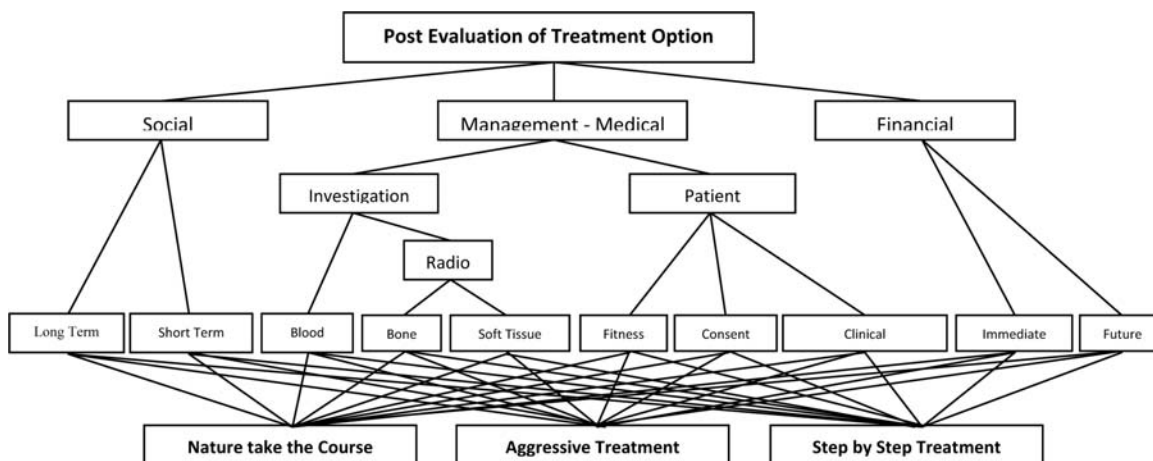 Post Evaluation of Treatment Option
Social
Management - Medical
Financial
Investigation
Patient
Radio
Long Term
Short Term
Blood
Bone
Soft Tissue
Fitness
Consent
Clinical
Immediate
Future
Nature take the Course
Aggressive Treatment
Step by Step Treatment